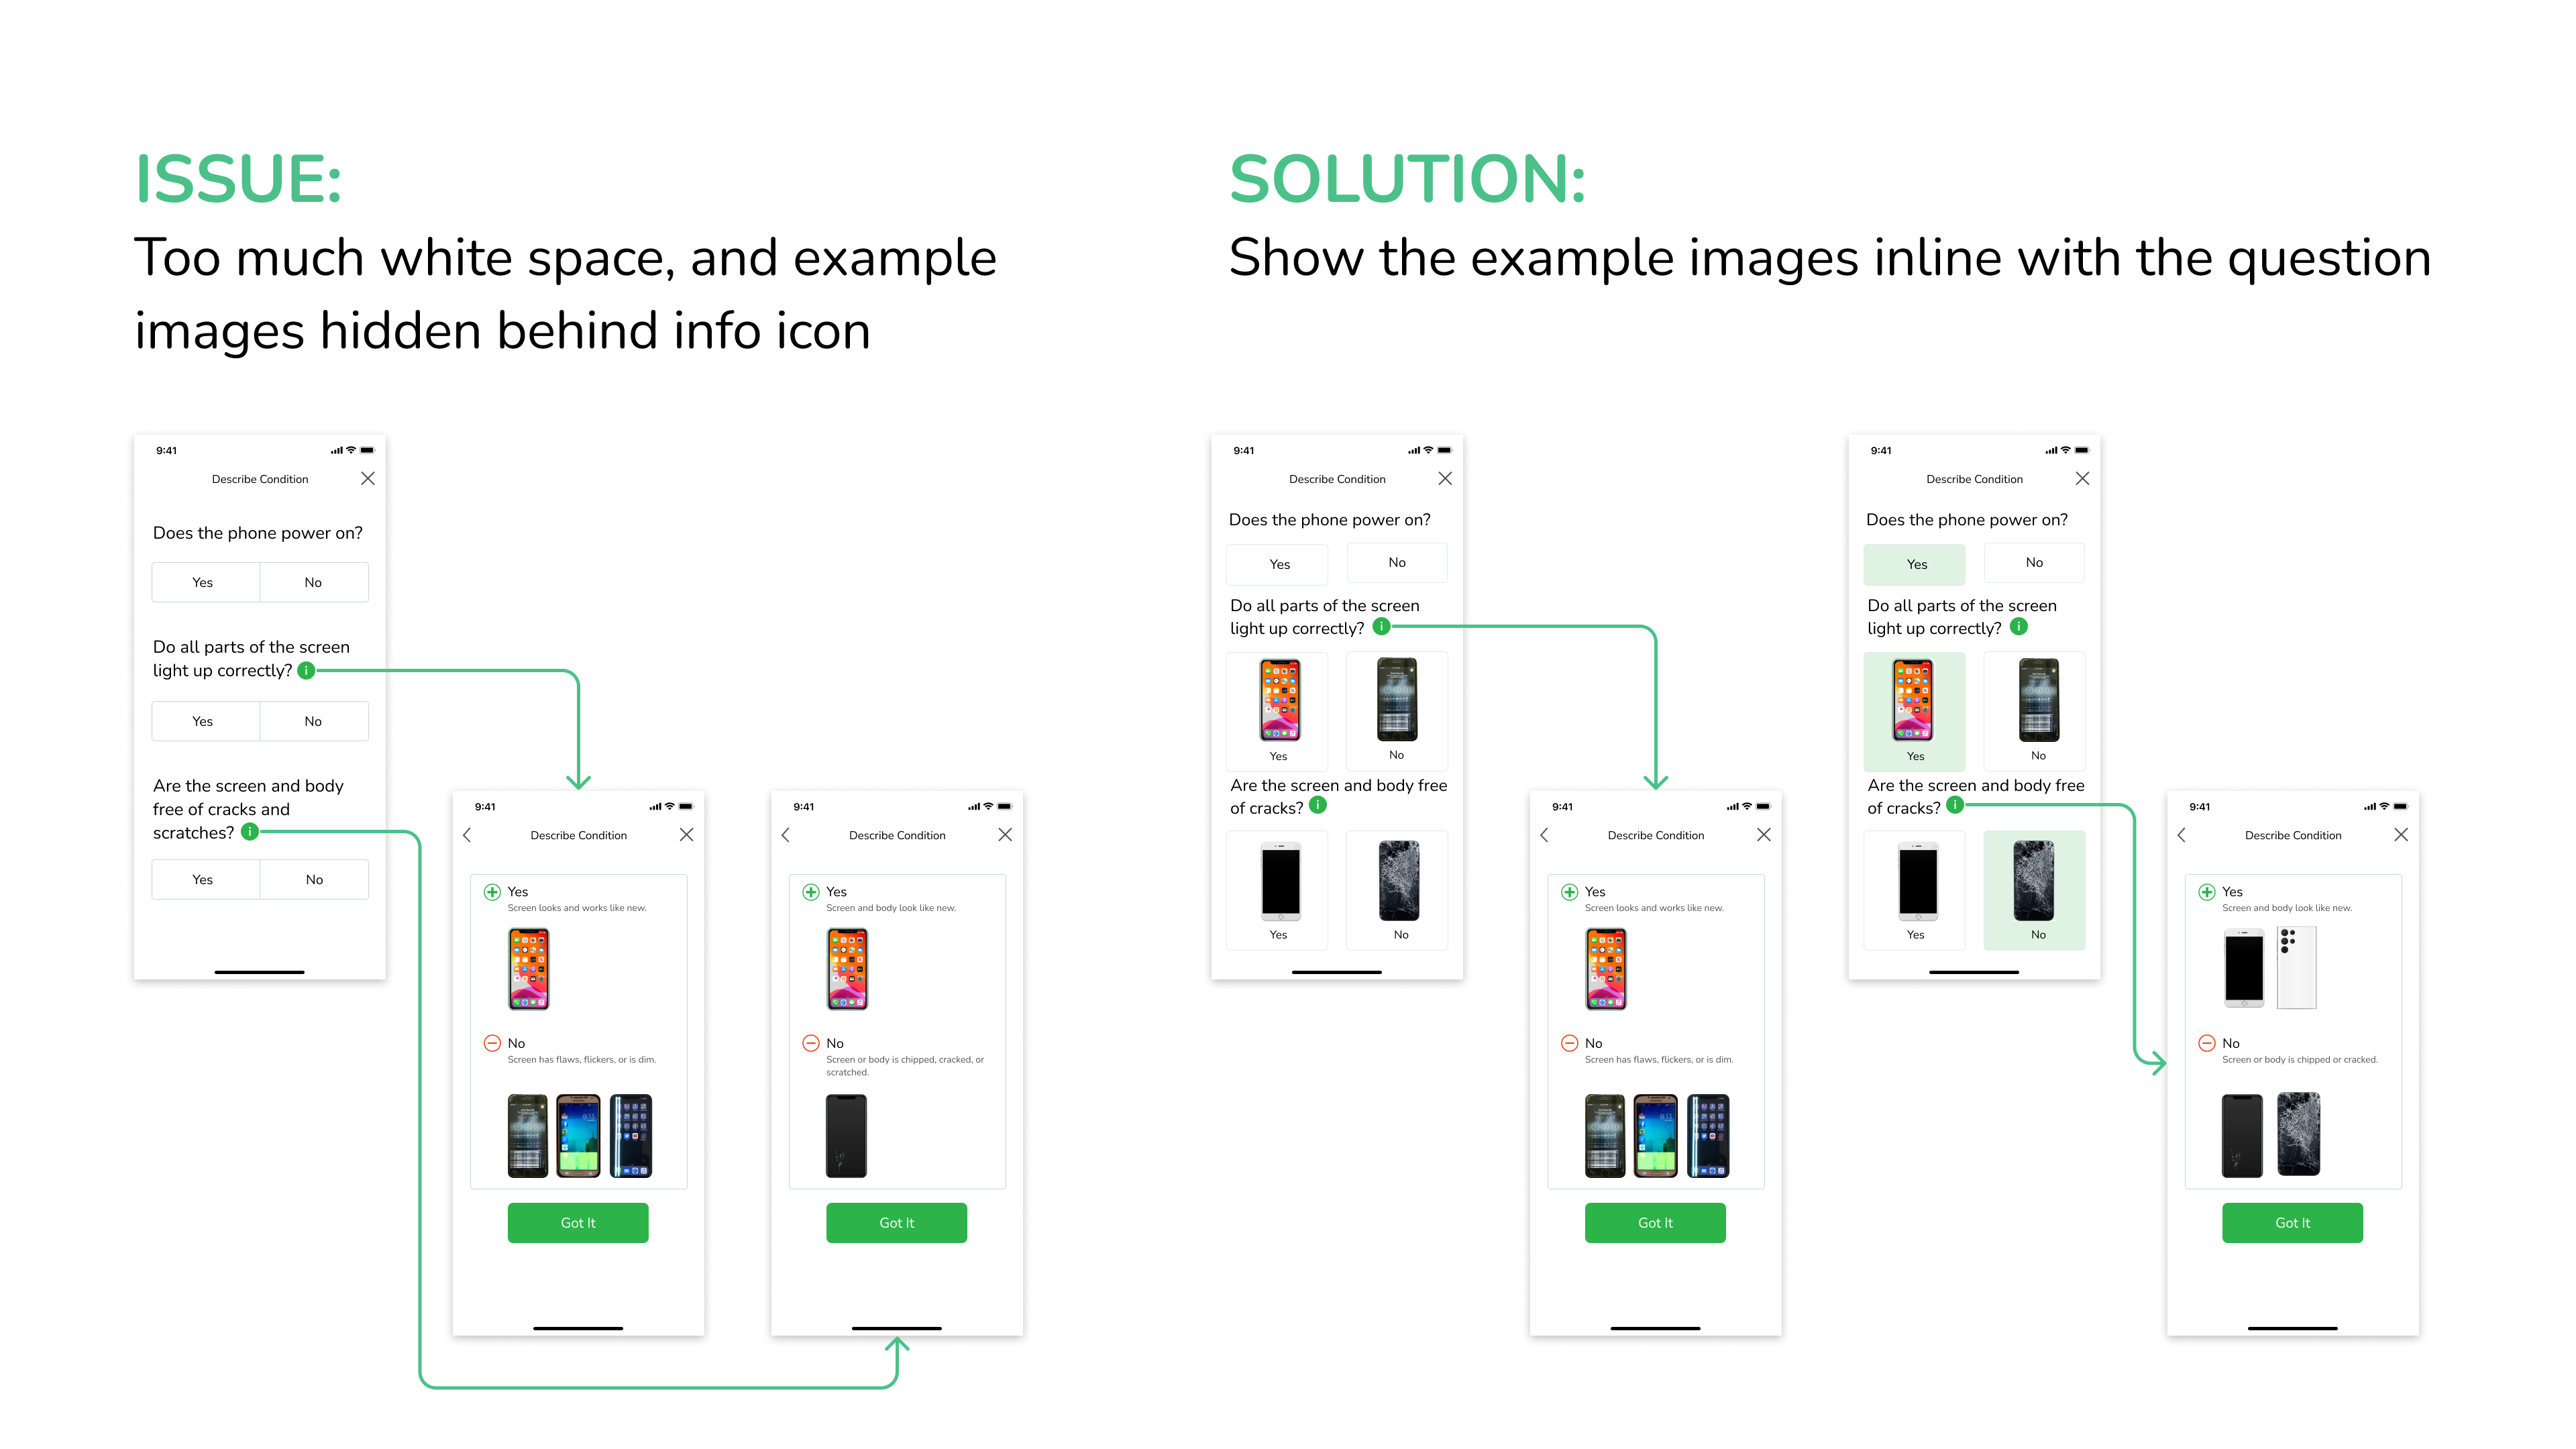 ISSUE:
Too much white space, and example
images hidden behind info icon
SOLUTION:
Show the example images inline with the question
9:41
Describe Condition
Does the phone power on?
Yes No
Do all parts of the screen
light up correctly? i
Yes No
Are the screen and body
free of cracks and
scratches? i
Yes No
9:41
Describe Condition
Yes
Screen looks and works like new.
No
Screen has flaws, flickers, or is dim.
Got It
9:41
Describe Condition
Yes
Screen and body look like new.
No
Screen or body is chipped, cracked, or
scratched.
Got It
9:41
Describe Condition
Does the phone power on?
Yes No
Do all parts of the screen
light up correctly? i
Yes No
Are the screen and body free
of cracks? i
Yes No
9:41
Describe Condition
Yes
Screen looks and works like new.
No
Screen has flaws, flickers, or is dim.
Got It
9:41
Describe Condition
Does the phone power on?
Yes No
Do all parts of the screen
light up correctly? i
Yes No
Are the screen and body free
of cracks? i
Yes No
9:41
Describe Condition
Yes
Screen and body look like new.
No
Screen or body is chipped or cracked.
Got It